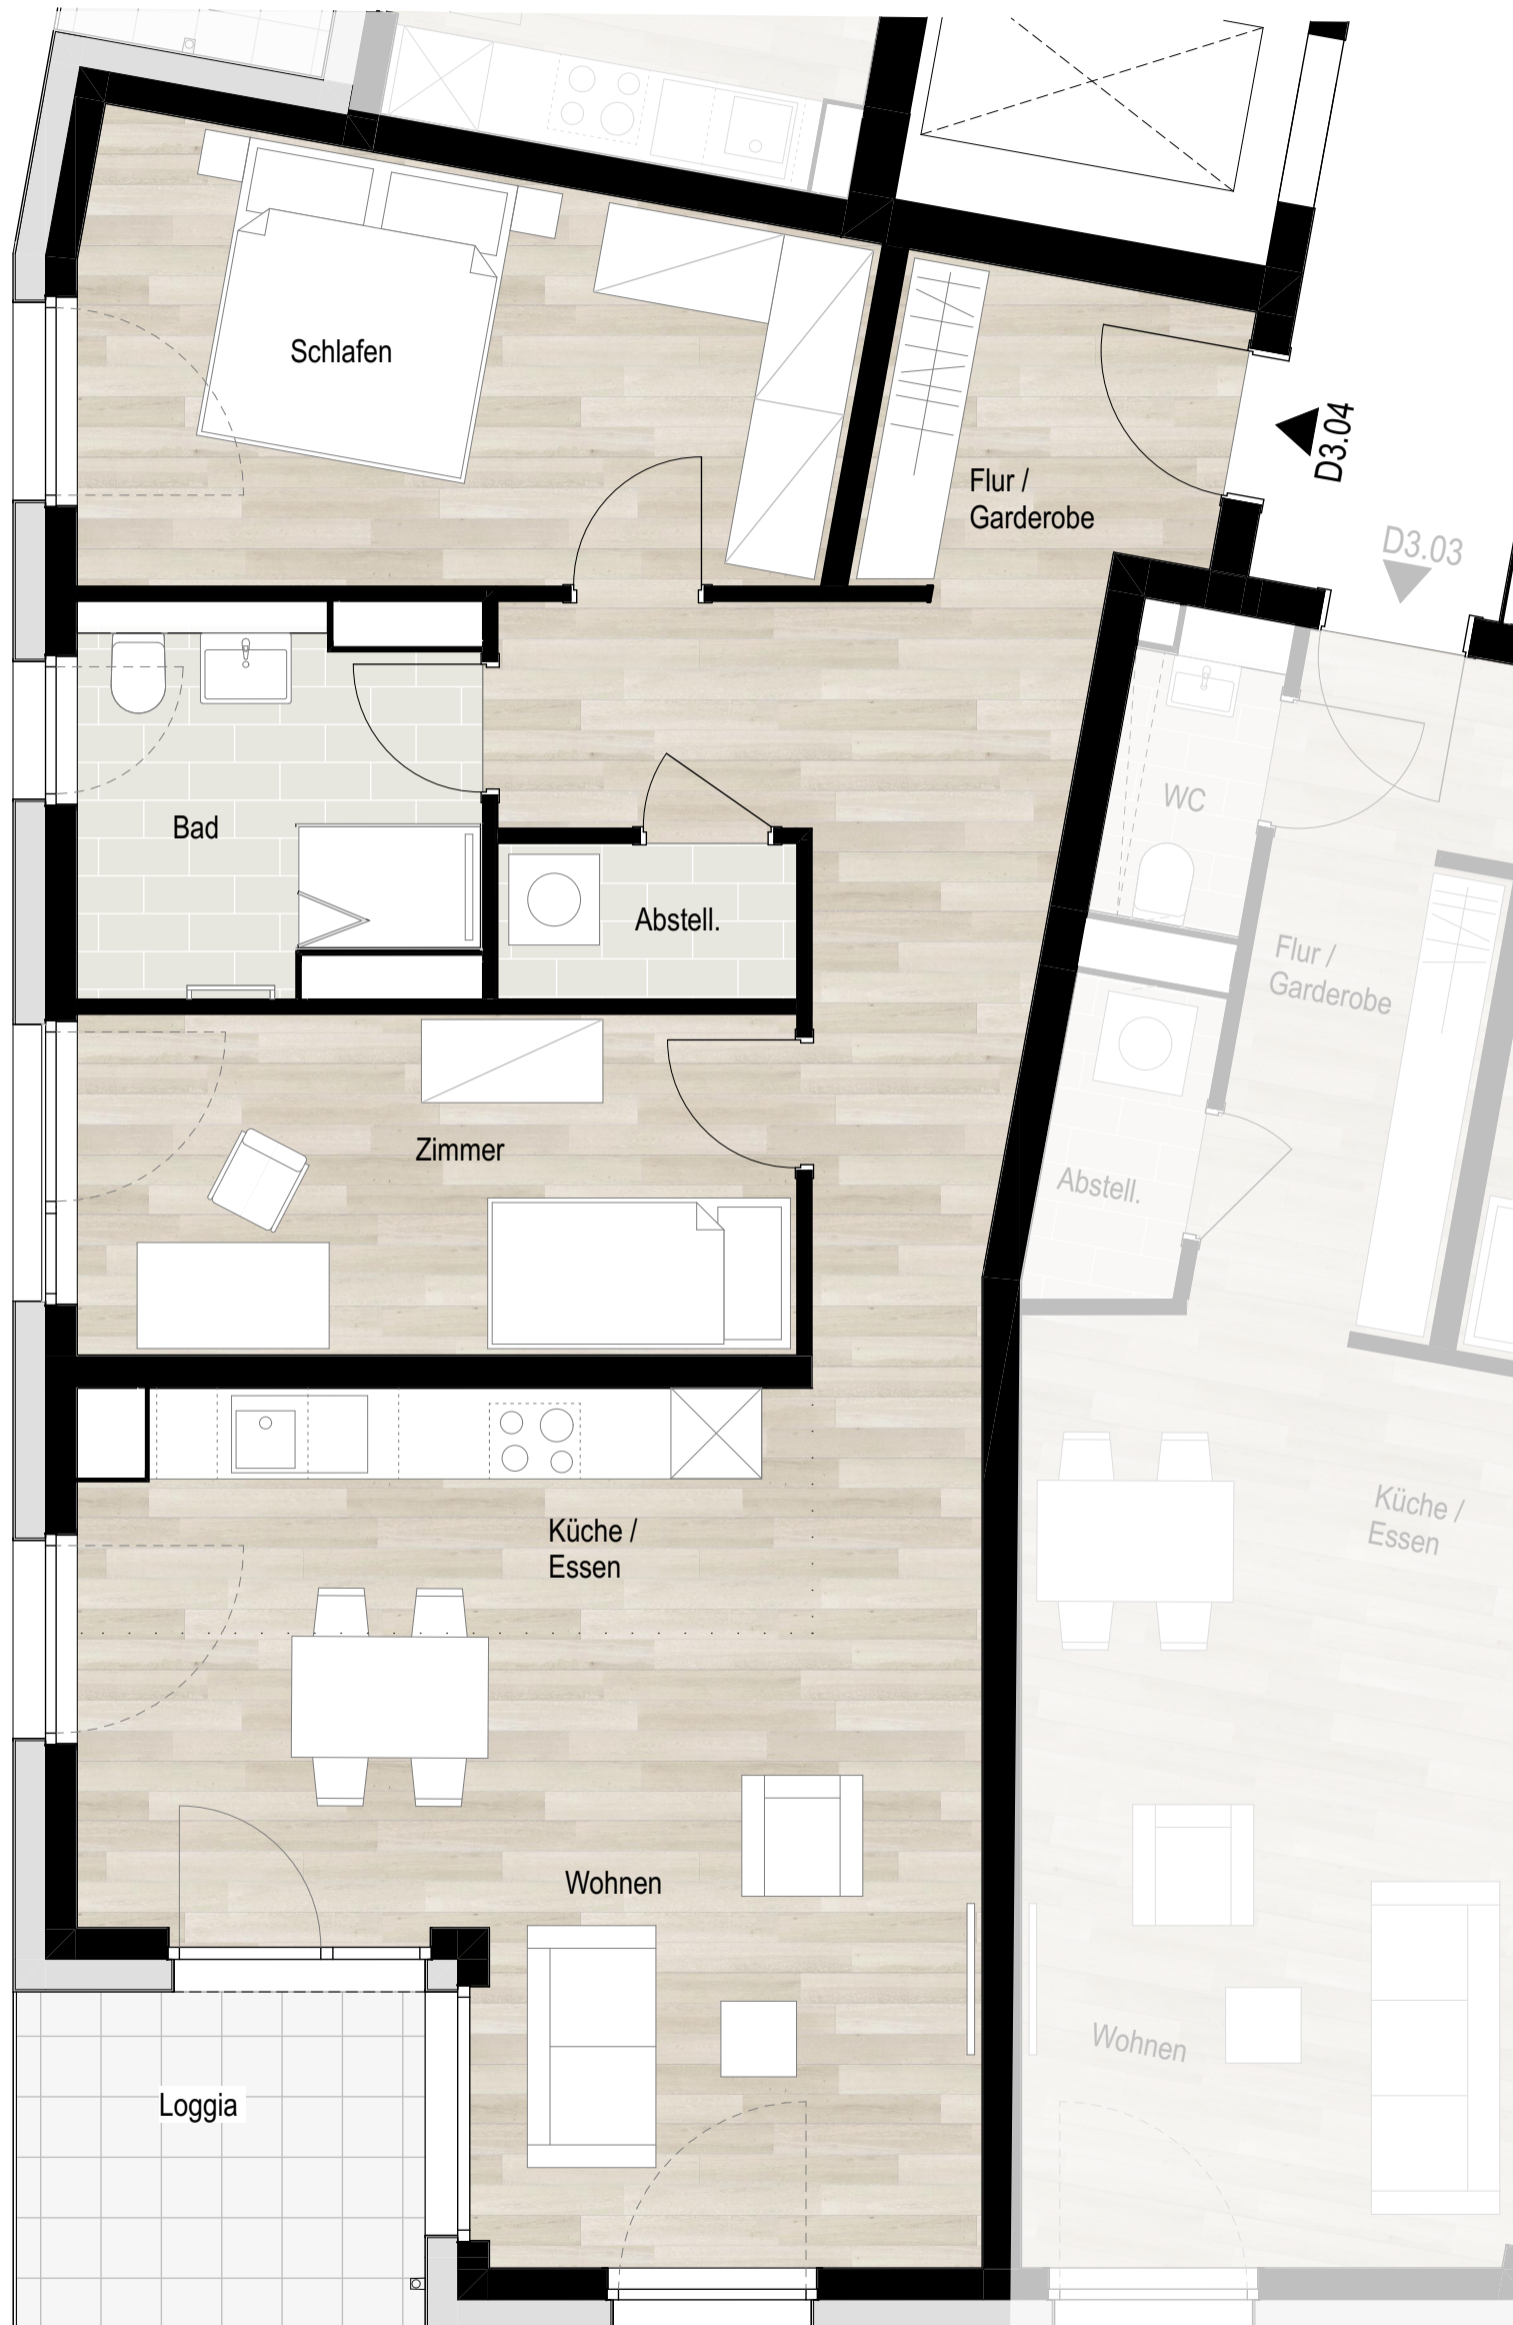 Schlafen
D3.04
Flur /
Garderobe
D3.03
WC
Bad
Abstell.
Flur /
Garderobe
Zimmer
Abstell.
Küche /
Essen
Küche /
Essen
Wohnen
Wohnen
Loggia